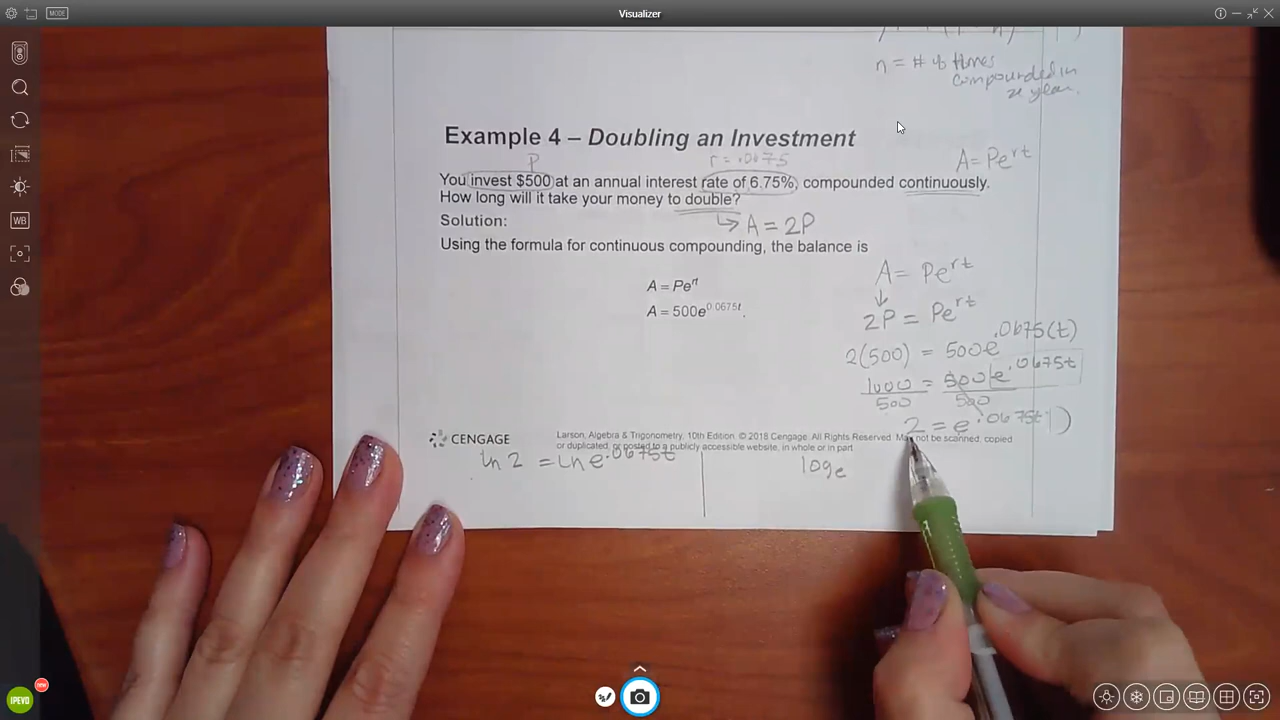 MODE
Visualizer
n = # of times
compounded in
a year.
Example 4 – Doubling an Investment
P
r = .0675
A = Pe^rt
You invest $500 at an annual interest rate of 6.75%, compounded continuously.
How long will it take your money to double?
Solution:
↳ A = 2P
Using the formula for continuous compounding, the balance is
A = Pe^rt
A = 500e^0.0675t.
A = Pe^rt
↓
2P = Pe^rt
2(500) = 500e^.0675(t)
1000 = 500e^.0675t
500 500
2 = e^.0675t
CENGAGE
Larson, Algebra & Trigonometry, 10th Edition. © 2018 Cengage. All Rights Reserved. May not be scanned, copied
or duplicated, or posted to a publicly accessible website, in whole or in part.
ln 2 = ln e^.0675t
log e
WB
IPEVO